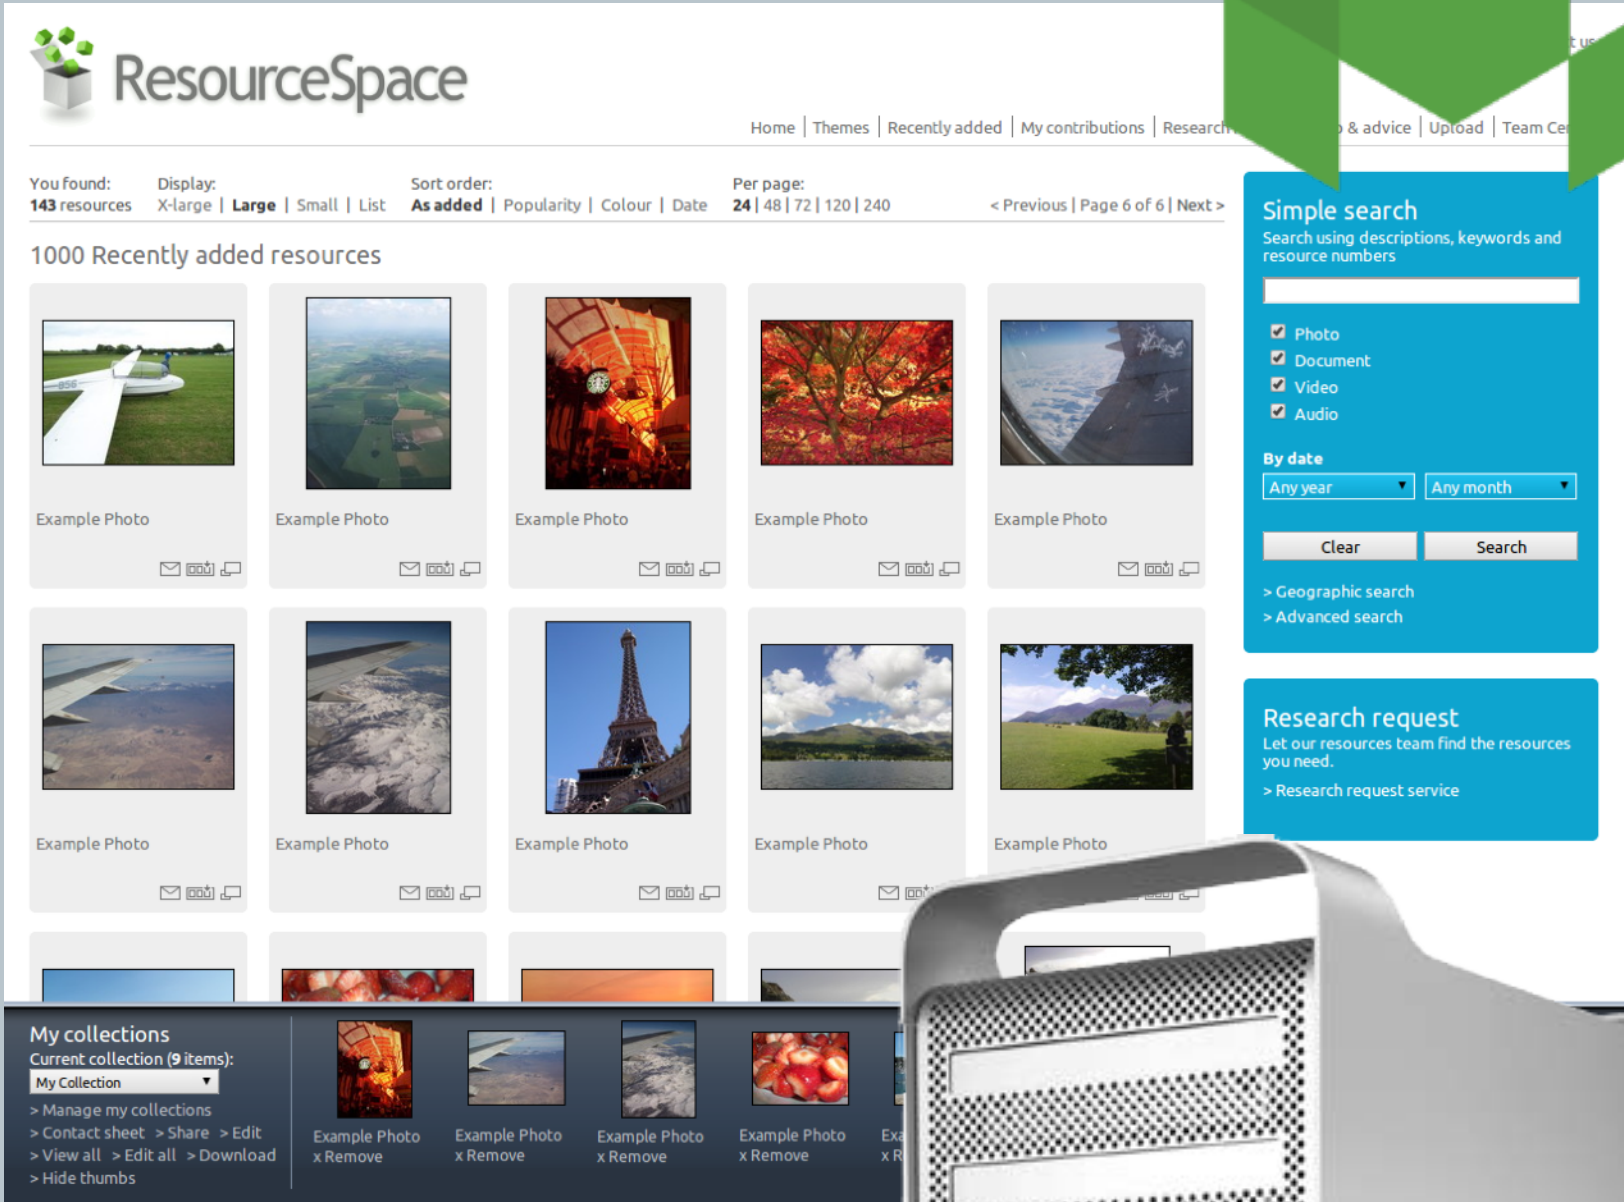 ResourceSpace
t us
Home | Themes | Recently added | My contributions | Research & advice | Upload | Team Ce
You found: Display: Sort order: Per page:
143 resources X-large | Large | Small | List As added | Popularity | Colour | Date 24 | 48 | 72 | 120 | 240 < Previous | Page 6 of 6 | Next >
1000 Recently added resources
856
Example Photo Example Photo Example Photo Example Photo Example Photo
Example Photo Example Photo Example Photo Example Photo Example Photo
Simple search
Search using descriptions, keywords and
resource numbers
Photo
Document
Video
Audio
By date
Any year Any month
Clear Search
> Geographic search
> Advanced search
Research request
Let our resources team find the resources
you need.
> Research request service
My collections
Current collection (9 items):
My Collection
> Manage my collections
> Contact sheet > Share > Edit
> View all > Edit all > Download
> Hide thumbs
Example Photo Example Photo Example Photo Example Photo Exa
x Remove x Remove x Remove x Remove x R